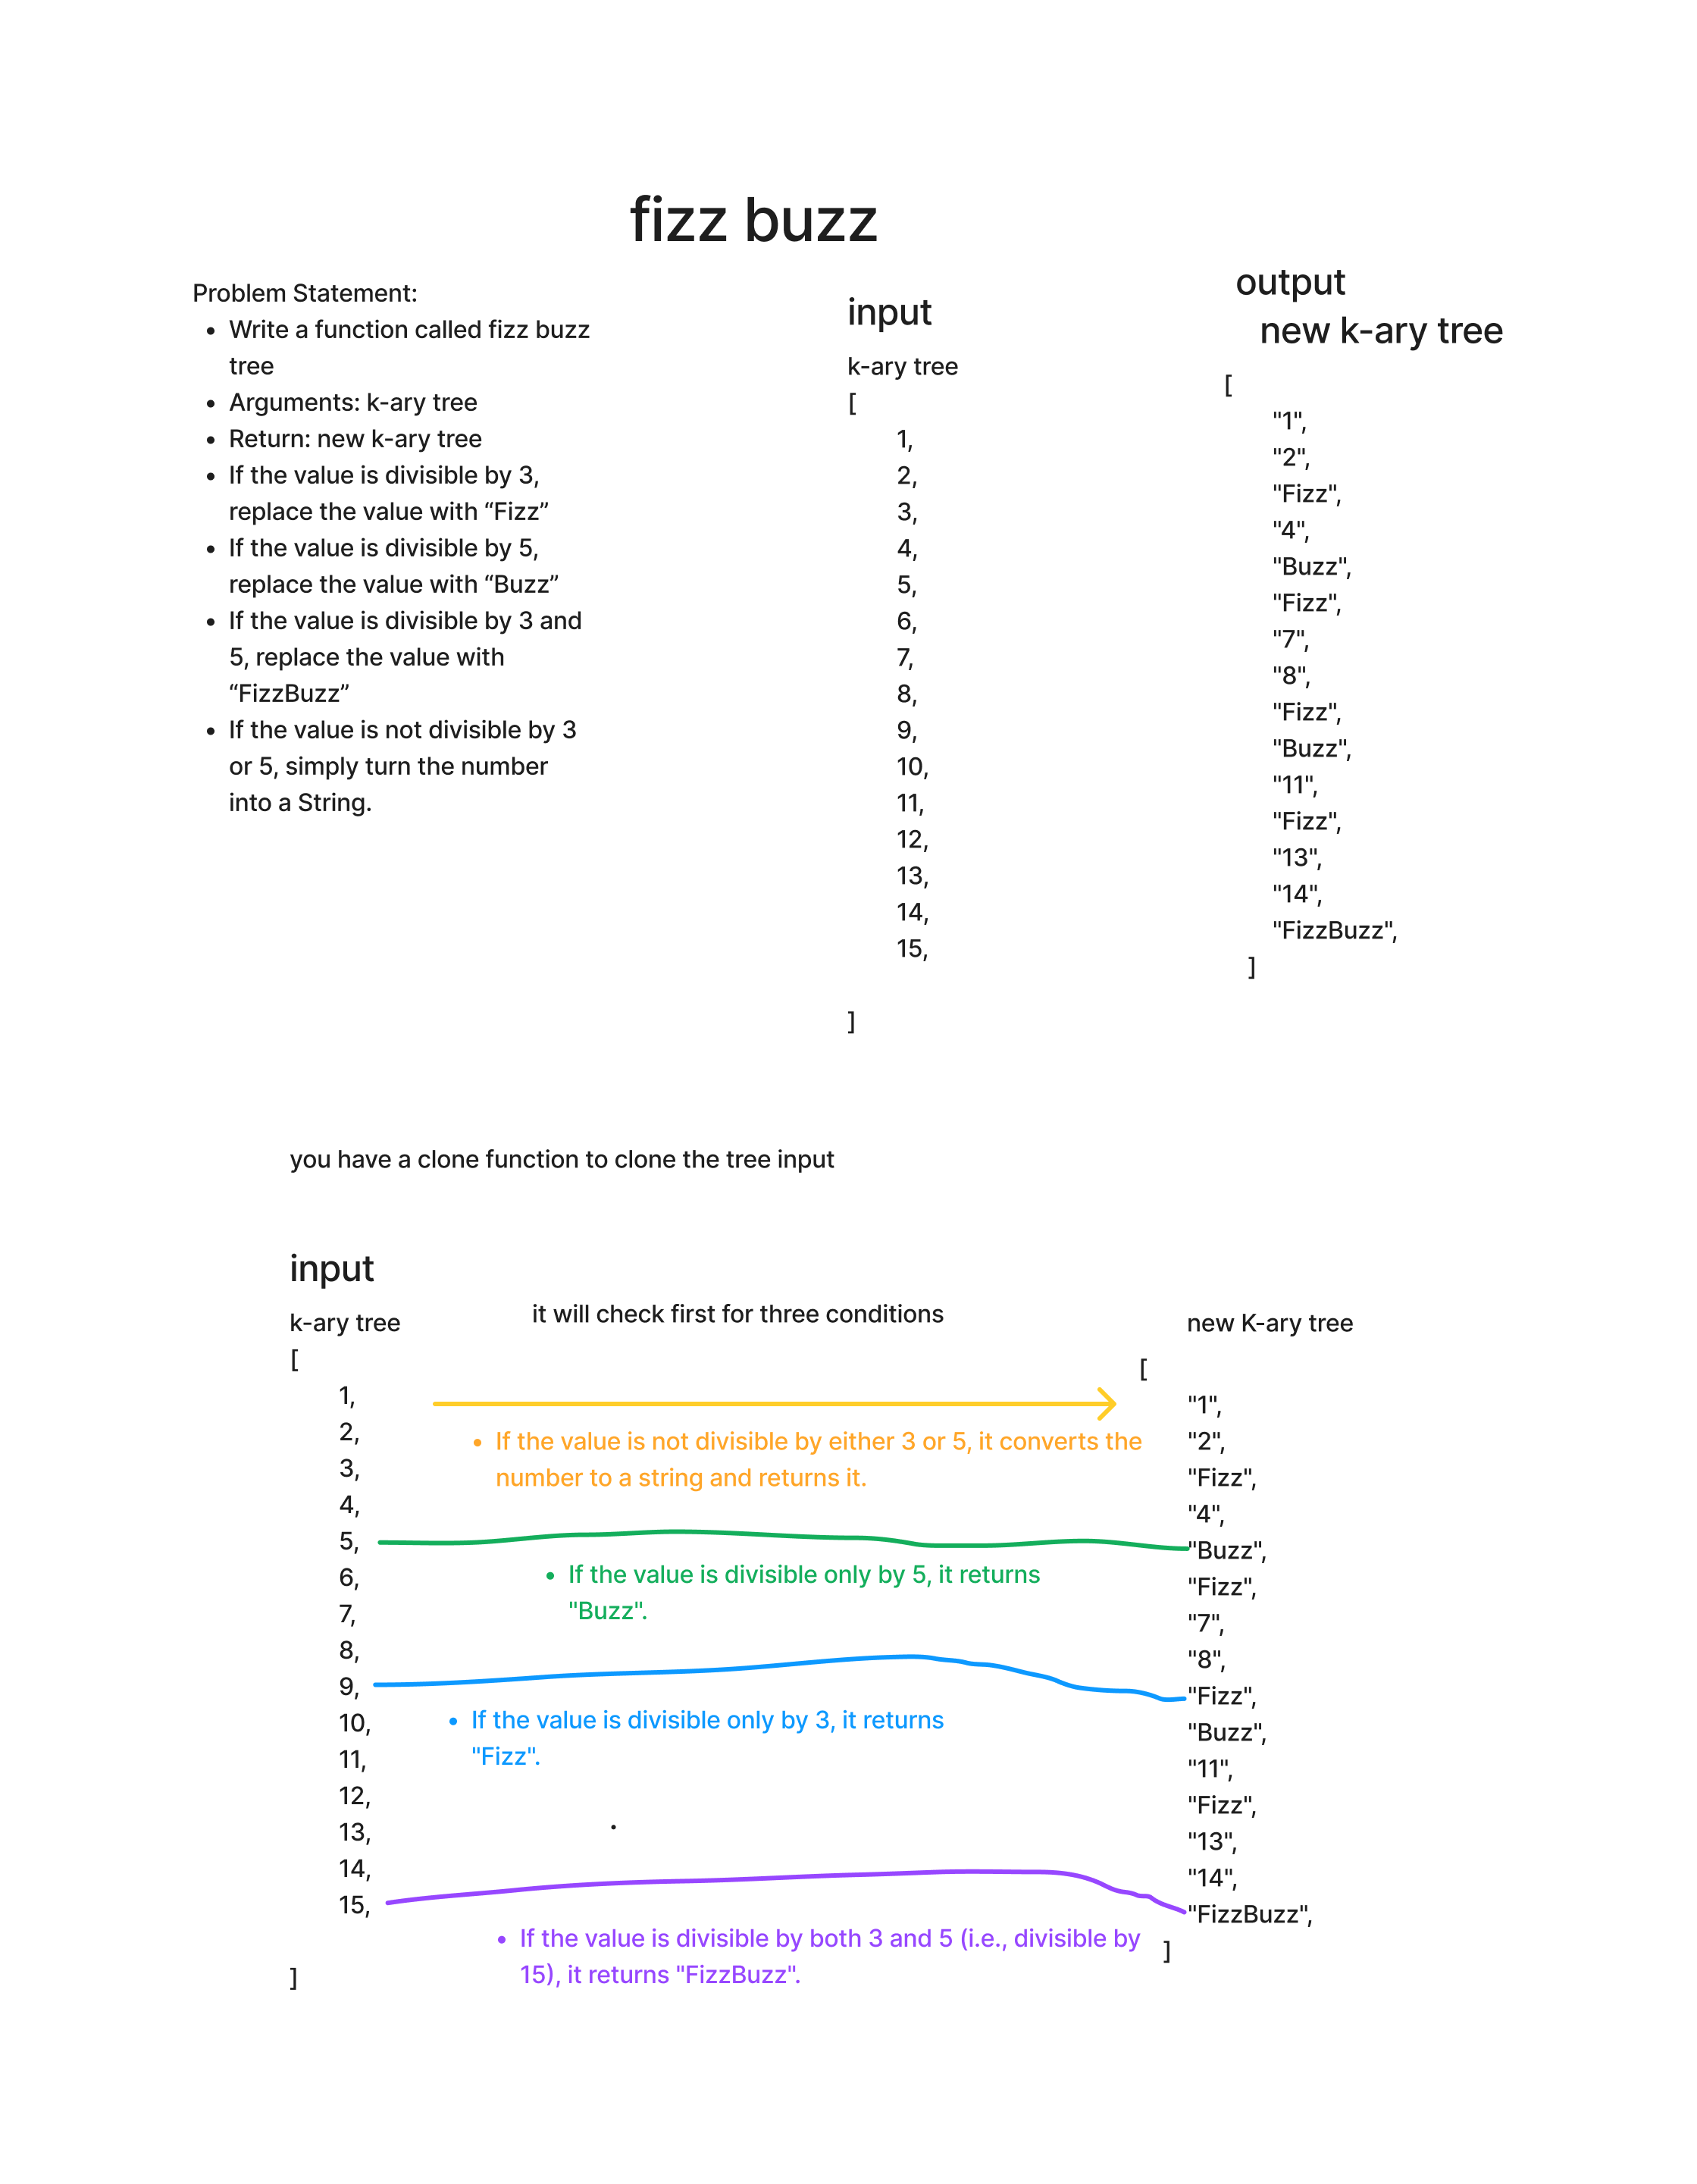 fizz buzz
Problem Statement:
• Write a function called fizz buzz
tree
• Arguments: k-ary tree
• Return: new k-ary tree
• If the value is divisible by 3,
replace the value with “Fizz”
• If the value is divisible by 5,
replace the value with “Buzz”
• If the value is divisible by 3 and
5, replace the value with
“FizzBuzz”
• If the value is not divisible by 3
or 5, simply turn the number
into a String.
input
k-ary tree
[
1,
2,
3,
4,
5,
6,
7,
8,
9,
10,
11,
12,
13,
14,
15,
]
output
new k-ary tree
[
"1",
"2",
"Fizz",
"4",
"Buzz",
"Fizz",
"7",
"8",
"Fizz",
"Buzz",
"11",
"Fizz",
"13",
"14",
"FizzBuzz",
]
you have a clone function to clone the tree input
input
k-ary tree
[
1,
2,
3,
4,
5,
6,
7,
8,
9,
10,
11,
12,
13,
14,
15,
]
it will check first for three conditions
• If the value is not divisible by either 3 or 5, it converts the
number to a string and returns it.
• If the value is divisible only by 5, it returns
"Buzz".
• If the value is divisible only by 3, it returns
"Fizz".
.
• If the value is divisible by both 3 and 5 (i.e., divisible by
15), it returns "FizzBuzz".
new K-ary tree
[
"1",
"2",
"Fizz",
"4",
"Buzz",
"Fizz",
"7",
"8",
"Fizz",
"Buzz",
"11",
"Fizz",
"13",
"14",
"FizzBuzz",
]